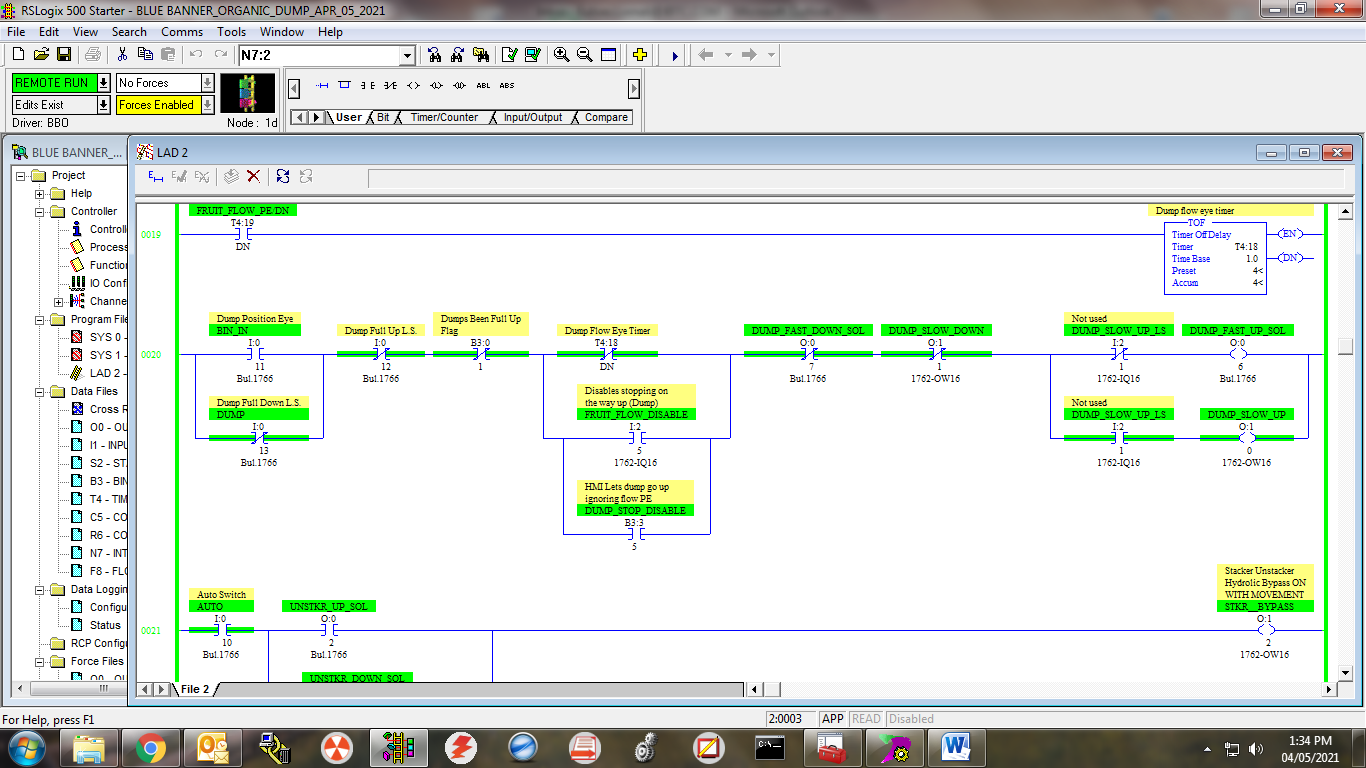 RSLogix 500 Starter - BLUE BANNER_ORGANIC_DUMP_APR_05_2021
File Edit View Search Comms Tools Window Help
N7:2
REMOTE RUN No Forces
Edits Exist Forces Enabled
Driver: BBO Node : 1d
ABL ABS
User Bit Timer/Counter Input/Output Compare
BLUE BANNER_...
LAD 2
Project
Help
Controller
Controll
Process
Function
IO Conf
Channe
Program File
SYS 0 -
SYS 1 -
LAD 2 -
Data Files
Cross R
O0 - OU
I1 - INPU
S2 - STA
B3 - BIN
T4 - TIM
C5 - CO
R6 - CO
N7 - INT
F8 - FLO
Data Logging
Configu
Status
RCP Config
Force Files
O0 - OU
FRUIT_FLOW_PE/DN
T4:19
DN
0019
Dump flow eye timer
TOF
Timer Off Delay
Timer T4:18
Time Base 1.0
Preset 4<
Accum 4<
EN
DN
0020
Dump Position Eye
BIN_IN
I:0
11
Bul.1766
Dump Full Down L.S.
DUMP
I:0
13
Bul.1766
Dump Full Up L.S.
I:0
12
Bul.1766
Dumps Been Full Up
Flag
B3:0
1
Dump Flow Eye Timer
T4:18
DN
Disables stopping on
the way up (Dump)
FRUIT_FLOW_DISABLE
I:2
5
1762-IQ16
HMI Lets dump go up
ignoring flow PE
DUMP_STOP_DISABLE
B3:3
5
DUMP_FAST_DOWN_SOL
O:0
7
Bul.1766
DUMP_SLOW_DOWN
O:1
1
1762-OW16
Not used
DUMP_SLOW_UP_LS
I:2
1
1762-IQ16
DUMP_FAST_UP_SOL
O:0
6
Bul.1766
Not used
DUMP_SLOW_UP_LS
I:2
1
1762-IQ16
DUMP_SLOW_UP
O:1
0
1762-OW16
0021
Auto Switch
AUTO
I:0
10
Bul.1766
UNSTKR_UP_SOL
O:0
2
Bul.1766
UNSTKR_DOWN_SOL
Stacker Unstacker
Hydrolic Bypass ON
WITH MOVEMENT
STKR__BYPASS
O:1
2
1762-OW16
File 2
For Help, press F1
2:0003 APP READ Disabled
C:\
1:34 PM
04/05/2021